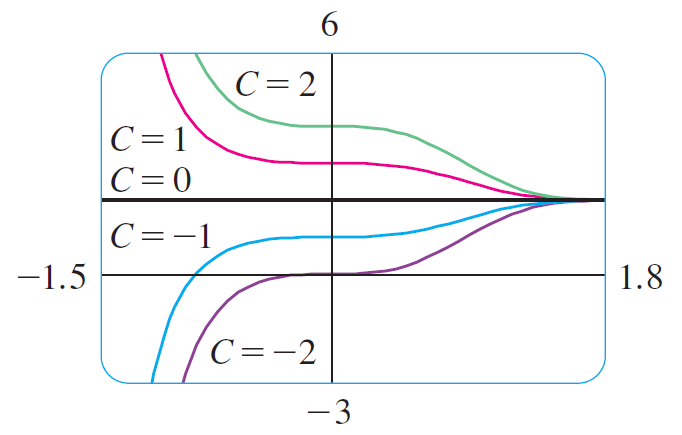 6
C = 2
C = 1
C = 0
C = −1
−1.5
1.8
C = −2
−3